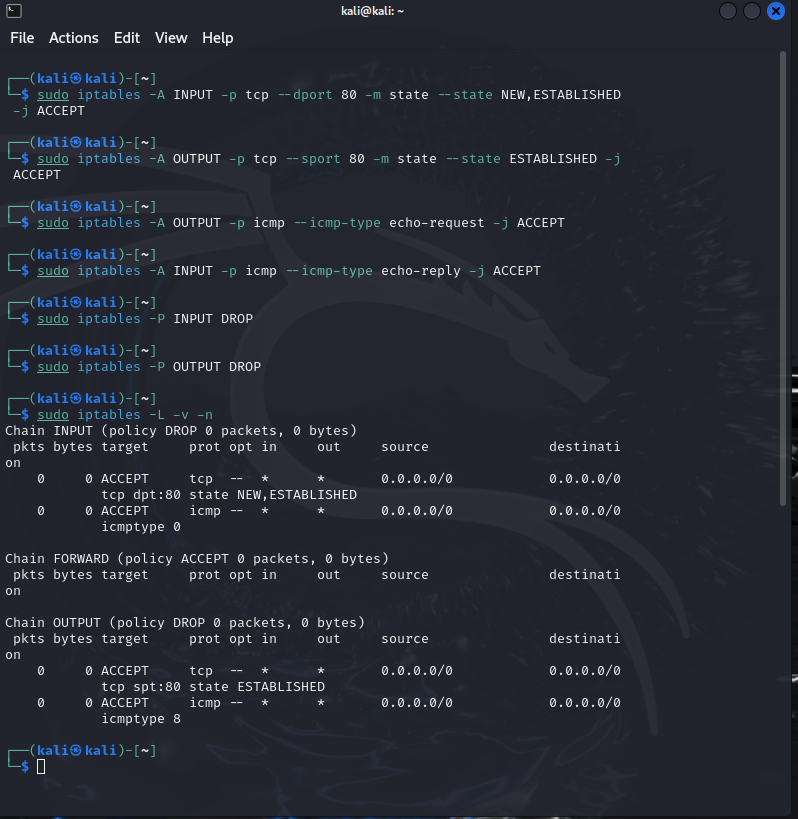 kali@kali: ~
File Actions Edit View Help
┌──(kali㉿kali)-[~]
└─$ sudo iptables -A INPUT -p tcp --dport 80 -m state --state NEW,ESTABLISHED
-j ACCEPT
┌──(kali㉿kali)-[~]
└─$ sudo iptables -A OUTPUT -p tcp --sport 80 -m state --state ESTABLISHED -j
ACCEPT
┌──(kali㉿kali)-[~]
└─$ sudo iptables -A OUTPUT -p icmp --icmp-type echo-request -j ACCEPT
┌──(kali㉿kali)-[~]
└─$ sudo iptables -A INPUT -p icmp --icmp-type echo-reply -j ACCEPT
┌──(kali㉿kali)-[~]
└─$ sudo iptables -P INPUT DROP
┌──(kali㉿kali)-[~]
└─$ sudo iptables -P OUTPUT DROP
┌──(kali㉿kali)-[~]
└─$ sudo iptables -L -v -n
Chain INPUT (policy DROP 0 packets, 0 bytes)
pkts bytes target prot opt in out source destinati
on
0 0 ACCEPT tcp -- * * 0.0.0.0/0 0.0.0.0/0
tcp dpt:80 state NEW,ESTABLISHED
0 0 ACCEPT icmp -- * * 0.0.0.0/0 0.0.0.0/0
icmptype 0
Chain FORWARD (policy ACCEPT 0 packets, 0 bytes)
pkts bytes target prot opt in out source destinati
on
Chain OUTPUT (policy DROP 0 packets, 0 bytes)
pkts bytes target prot opt in out source destinati
on
0 0 ACCEPT tcp -- * * 0.0.0.0/0 0.0.0.0/0
tcp spt:80 state ESTABLISHED
0 0 ACCEPT icmp -- * * 0.0.0.0/0 0.0.0.0/0
icmptype 8
┌──(kali㉿kali)-[~]
└─$